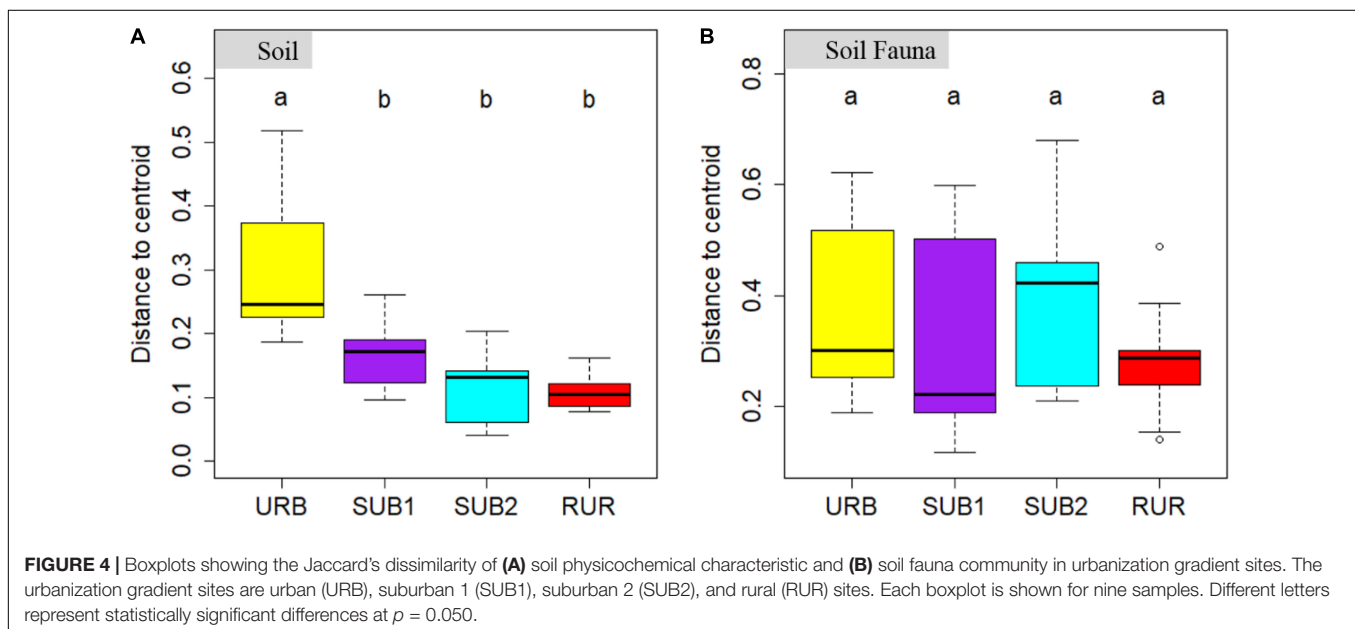 A
Soil
a b b b
Distance to centroid
0.6
0.5
0.4
0.3
0.2
0.1
0.0
URB SUB1 SUB2 RUR
B
Soil Fauna
a a a a
Distance to centroid
0.8
0.6
0.4
0.2
URB SUB1 SUB2 RUR
FIGURE 4 | Boxplots showing the Jaccard's dissimilarity of (A) soil physicochemical characteristic and (B) soil fauna community in urbanization gradient sites. The
urbanization gradient sites are urban (URB), suburban 1 (SUB1), suburban 2 (SUB2), and rural (RUR) sites. Each boxplot is shown for nine samples. Different letters
represent statistically significant differences at p = 0.050.